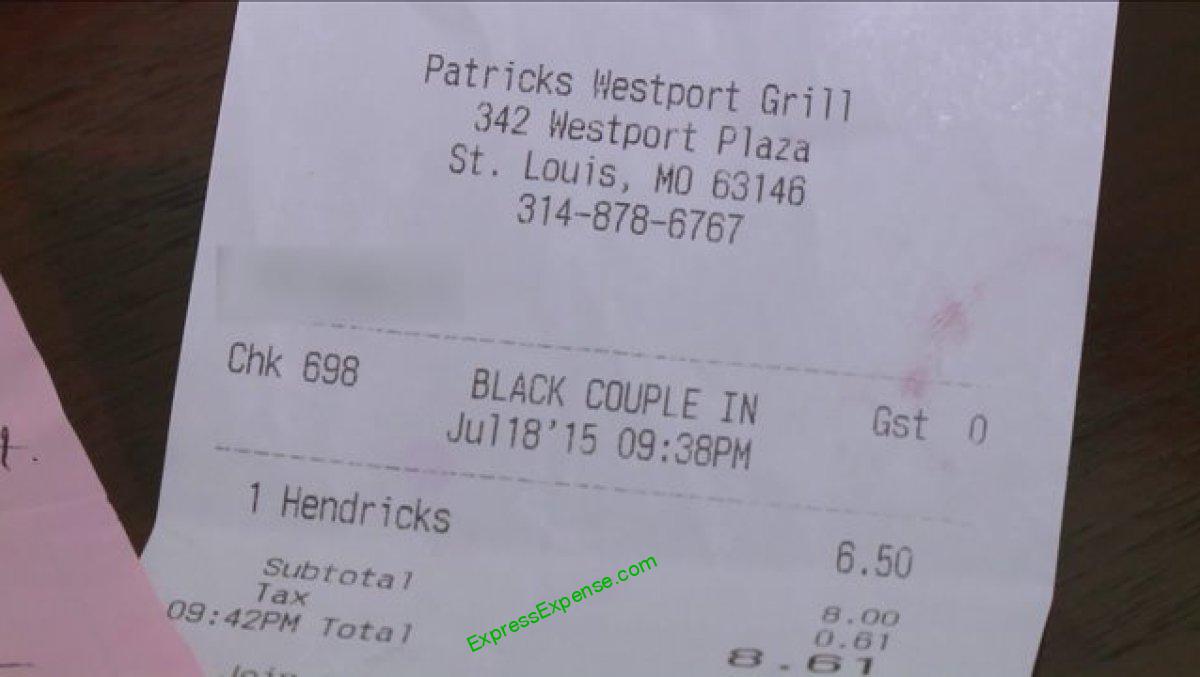 Patricks Westport Grill
342 Westport Plaza
St. Louis, MO 63146
314-878-6767
Chk 698 BLACK COUPLE IN Gst 0
Jul18'15 09:38PM
1 Hendricks 6.50
Subtotal 8.00
Tax 0.61
09:42PM Total 8.61
ExpressExpense.com